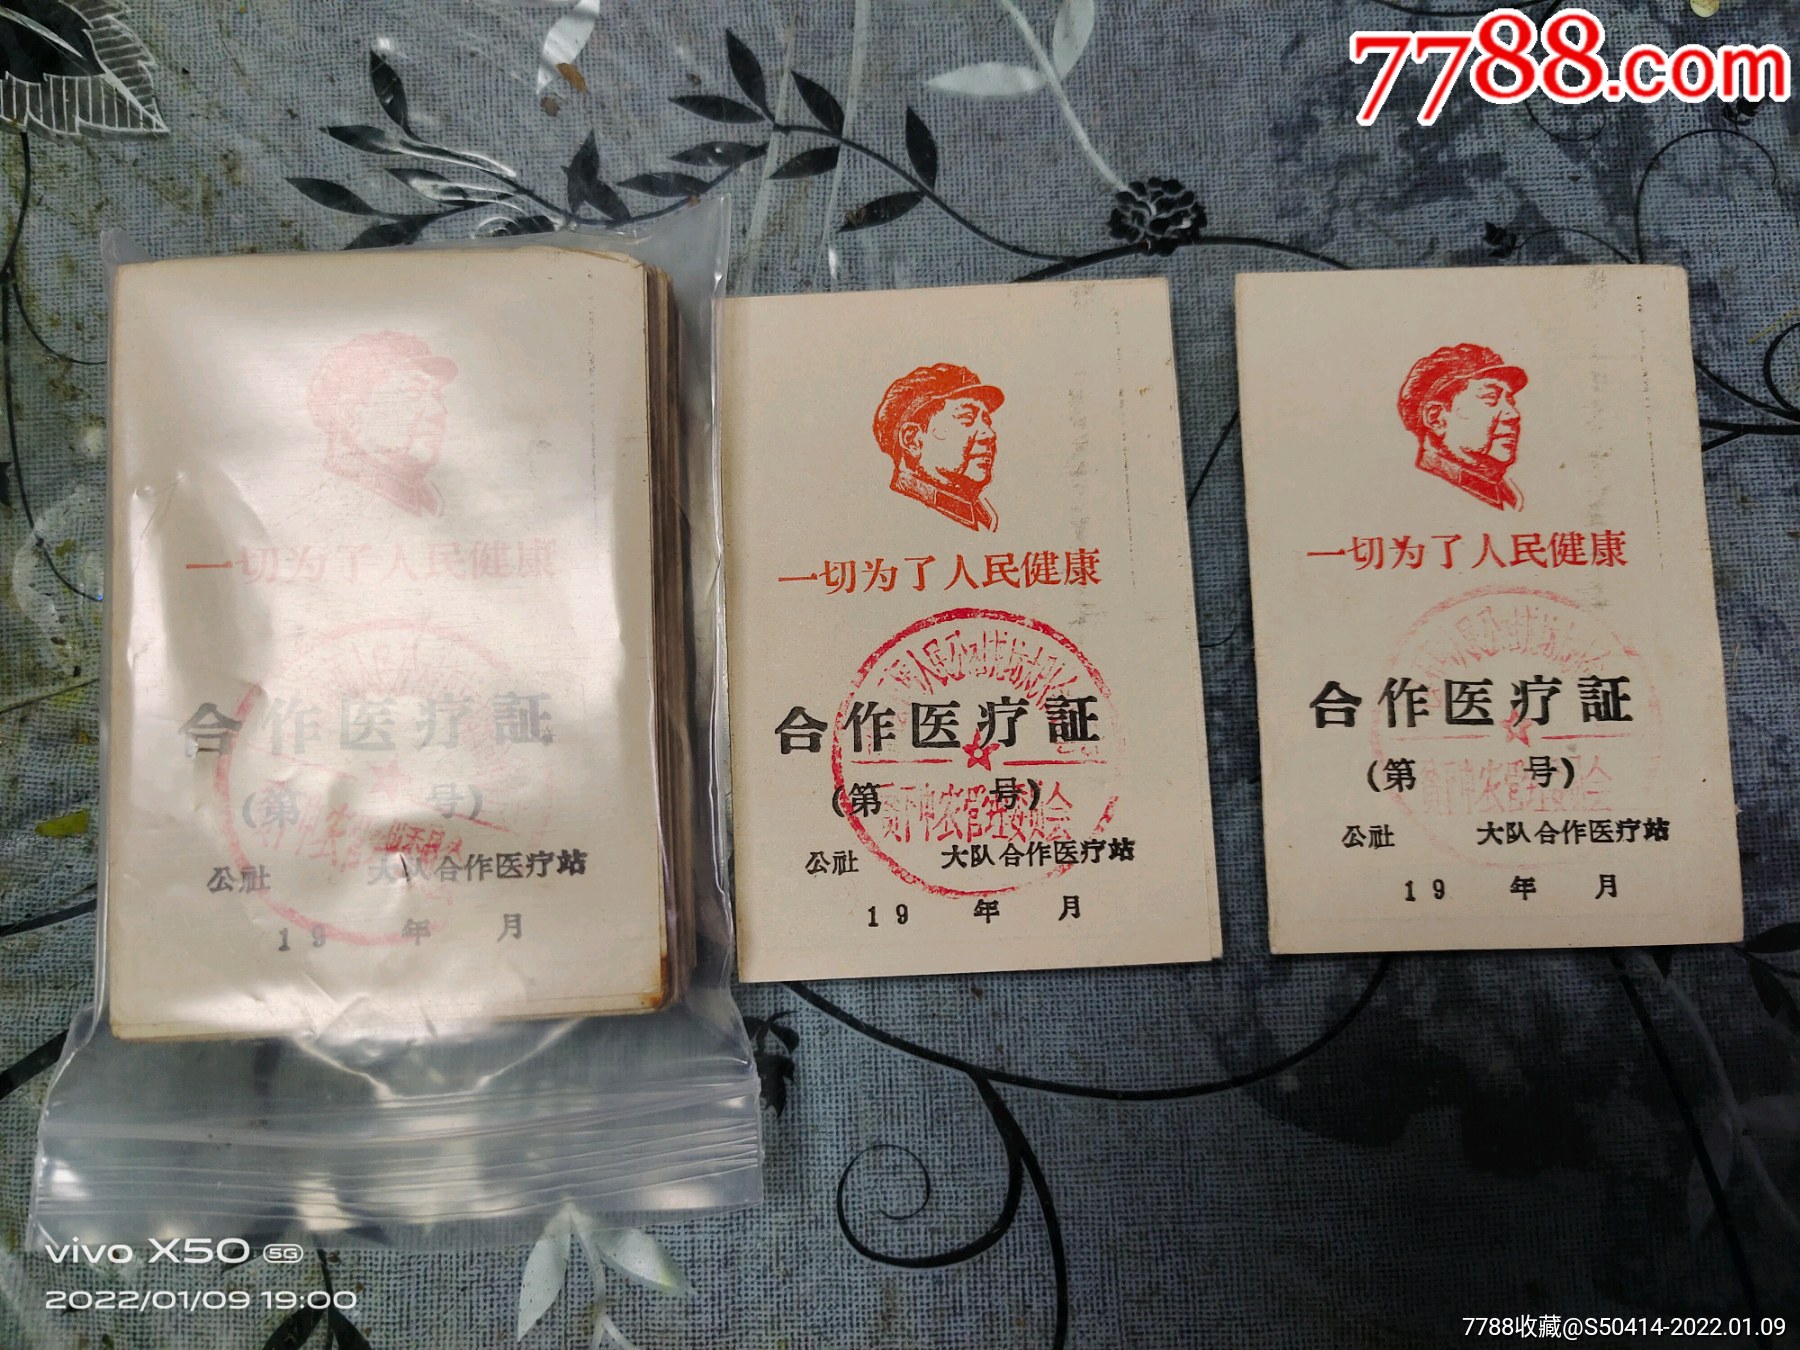 7788.com
一切为了人民健康
合作医疗証
(第 号)
公社 大队合作医疗站
19 年 月
一切为了人民健康
合作医疗証
(第 号)
公社 大队合作医疗站
19 年 月
一切为了人民健康
合作医疗証
(第 号)
公社 大队合作医疗站
19 年 月
vivo X50 5G
2022/01/09 19:00
7788收藏@S50414-2022.01.09